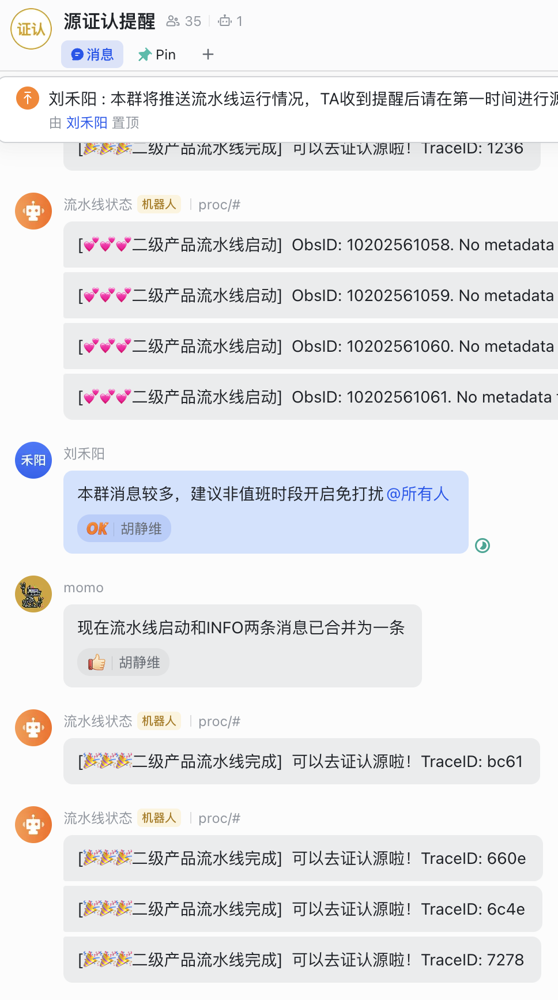 证认
源证认提醒 35 1
消息 Pin
刘禾阳 : 本群将推送流水线运行情况，TA收到提醒后请在第一时间进行源
由 刘禾阳 置顶
[🎉🎉🎉二级产品流水线完成] 可以去证认源啦！TraceID: 1236
流水线状态 机器人 proc/#
[💕💕💕二级产品流水线启动] ObsID: 10202561058. No metadata
[💕💕💕二级产品流水线启动] ObsID: 10202561059. No metadata
[💕💕💕二级产品流水线启动] ObsID: 10202561060. No metadata
[💕💕💕二级产品流水线启动] ObsID: 10202561061. No metadata
禾阳
刘禾阳
本群消息较多，建议非值班时段开启免打扰 @所有人
OK 胡静维
momo
现在流水线启动和INFO两条消息已合并为一条
👍 胡静维
流水线状态 机器人 proc/#
[🎉🎉🎉二级产品流水线完成] 可以去证认源啦！TraceID: bc61
流水线状态 机器人 proc/#
[🎉🎉🎉二级产品流水线完成] 可以去证认源啦！TraceID: 660e
[🎉🎉🎉二级产品流水线完成] 可以去证认源啦！TraceID: 6c4e
[🎉🎉🎉二级产品流水线完成] 可以去证认源啦！TraceID: 7278